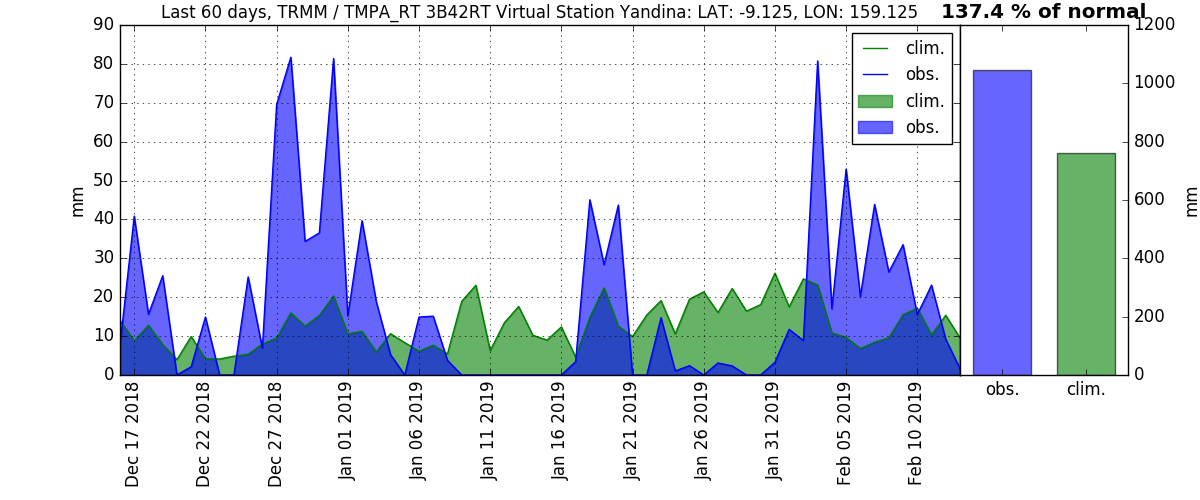 Last 60 days, TRMM / TMPA_RT 3B42RT Virtual Station Yandina: LAT: -9.125, LON: 159.125
137.4 % of normal
90
80
70
60
50
40
30
20
10
0
mm
clim.
obs.
clim.
obs.
1200
1000
800
600
400
200
0
mm
Dec 17 2018
Dec 22 2018
Dec 27 2018
Jan 01 2019
Jan 06 2019
Jan 11 2019
Jan 16 2019
Jan 21 2019
Jan 26 2019
Jan 31 2019
Feb 05 2019
Feb 10 2019
obs.
clim.